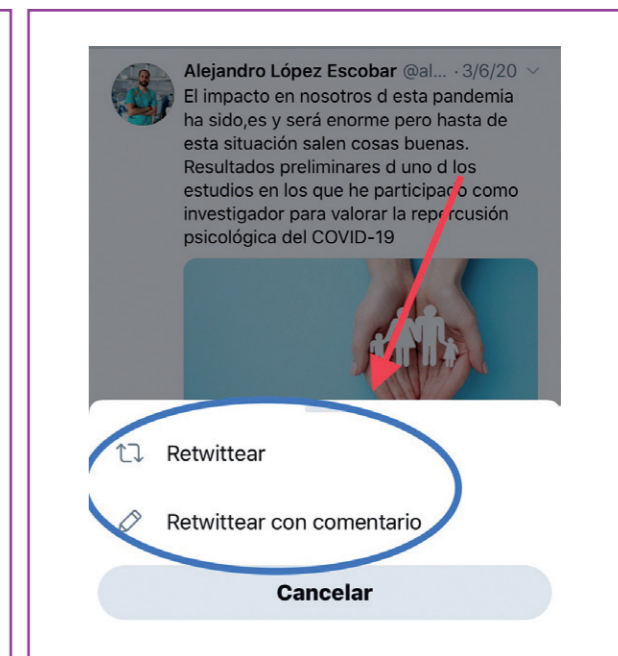 Alejandro López Escobar @al... · 3/6/20
El impacto en nosotros d esta pandemia
ha sido,es y será enorme pero hasta de
esta situación salen cosas buenas.
Resultados preliminares d uno d los
estudios en los que he participado como
investigador para valorar la repercusión
psicológica del COVID-19
Retwittear
Retwittear con comentario
Cancelar